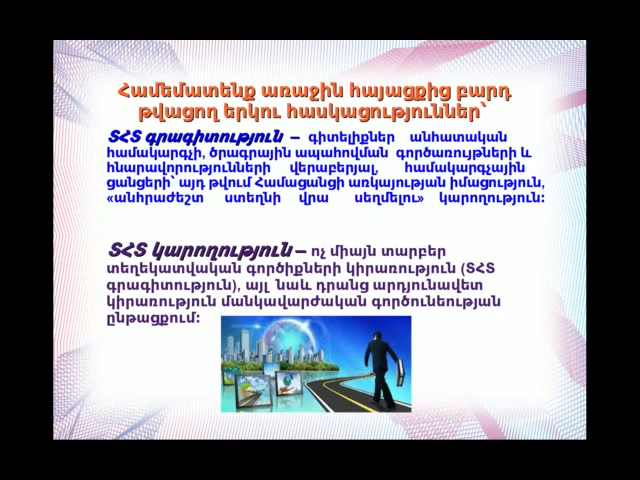 Համեմատենք առաջին հայացքից բարդ
թվացող երկու հասկացություններ՝
ՏՀՏ գրագիտություն – գիտելիքներ անհատական
համակարգչի, ծրագրային ապահովման գործառույթների և
հնարավորությունների վերաբերյալ, համակարգչային
ցանցերի՝ այդ թվում Համացանցի առկայության իմացություն,
«անհրաժեշտ ստեղնի վրա սեղմելու» կարողություն:
ՏՀՏ կարողություն – ոչ միայն տարբեր
տեղեկատվական գործիքների կիրառություն (ՏՀՏ
գրագիտություն), այլ նաև դրանց արդյունավետ
կիրառություն մանկավարժական գործունեության
ընթացքում: